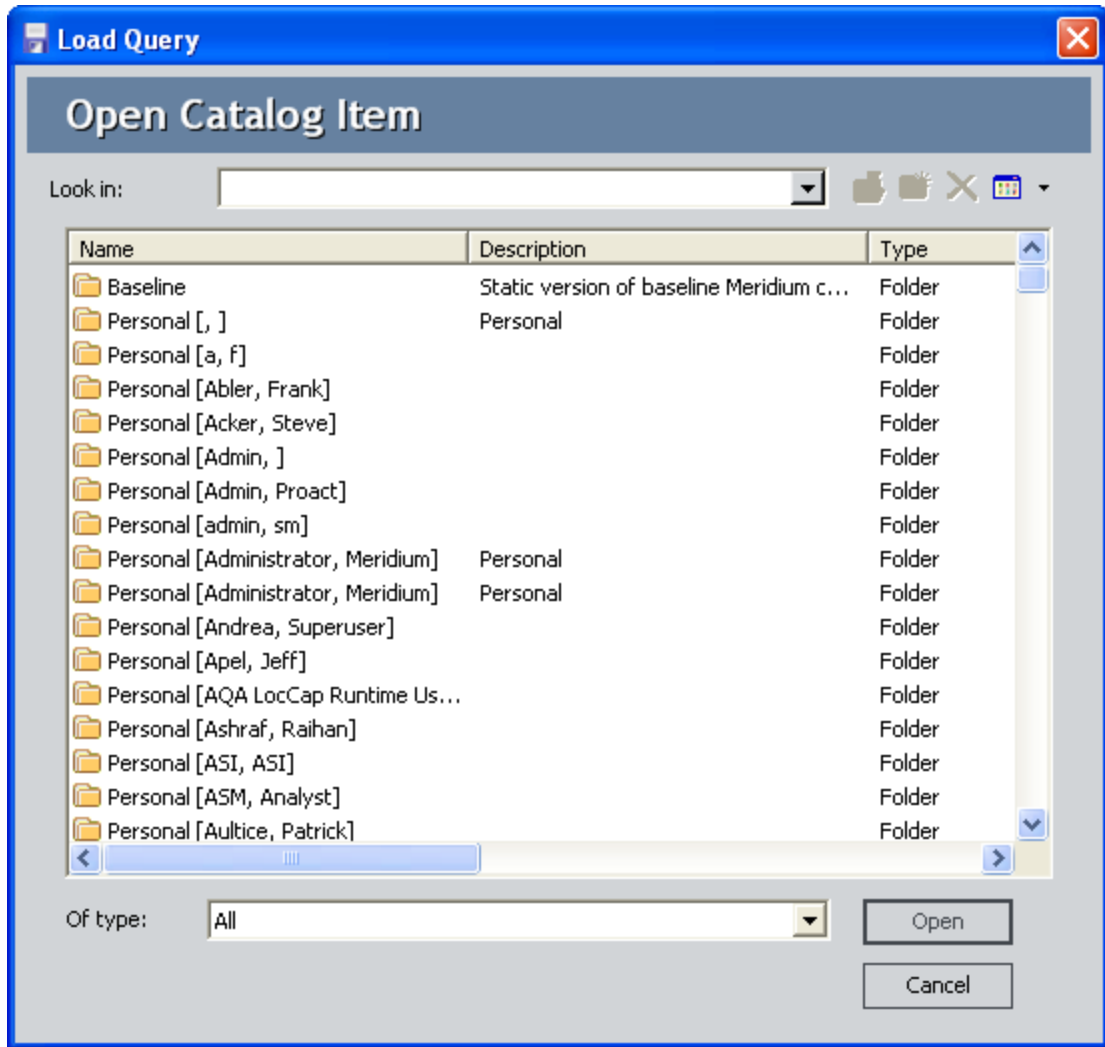 Load Query
Open Catalog Item
Look in:
Name Description Type
Baseline Static version of baseline Meridium c... Folder
Personal [, ] Personal Folder
Personal [a, f] Folder
Personal [Abler, Frank] Folder
Personal [Acker, Steve] Folder
Personal [Admin, ] Folder
Personal [Admin, Proact] Folder
Personal [admin, sm] Folder
Personal [Administrator, Meridium] Personal Folder
Personal [Administrator, Meridium] Personal Folder
Personal [Andrea, Superuser] Folder
Personal [Apel, Jeff] Folder
Personal [AQA LocCap Runtime Us... Folder
Personal [Ashraf, Raihan] Folder
Personal [ASI, ASI] Folder
Personal [ASM, Analyst] Folder
Personal [Aultice, Patrick] Folder
Of type: All Open
Cancel